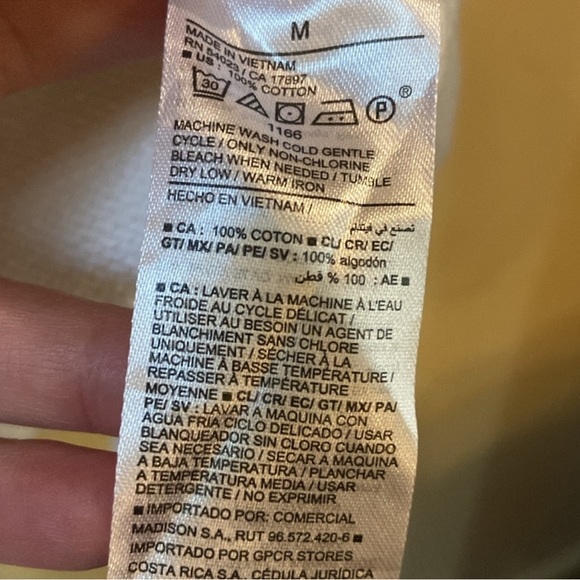 M
MADE IN VIETNAM
RN 54023 / CA 17897
■ US : 100% COTTON
30
P
®
1166
MACHINE WASH COLD GENTLE
CYCLE / ONLY NON-CHLORINE
BLEACH WHEN NEEDED / TUMBLE
DRY LOW / WARM IRON
HECHO EN VIETNAM /
تصنع في فيتنام
■ CA : 100% COTON ■ CL/ CR/ EC/
GT/ MX/ PA/ PE/ SV : 100% algodón
■ AE : 100 % قطن
■ CA : LAVER À LA MACHINE À L'EAU
FROIDE AU CYCLE DÉLICAT /
UTILISER AU BESOIN UN AGENT DE
BLANCHIMENT SANS CHLORE
UNIQUEMENT / SÉCHER À LA
MACHINE À BASSE TEMPÉRATURE /
REPASSER À TEMPÉRATURE
MOYENNE ■ CL/ CR/ EC/ GT/ MX/ PA/
PE/ SV : LAVAR A MAQUINA CON
AGUA FRIA CICLO DELICADO / USAR
BLANQUEADOR SIN CLORO CUANDO
SEA NECESARIO / SECAR A MAQUINA
A BAJA TEMPERATURA / PLANCHAR
A TEMPERATURA MEDIA / USAR
DETERGENTE / NO EXPRIMIR
■ IMPORTADO POR: COMERCIAL
MADISON S.A., RUT 96.572.420-6 ■
IMPORTADO POR GPCR STORES
COSTA RICA S.A., CÉDULA JURÍDICA